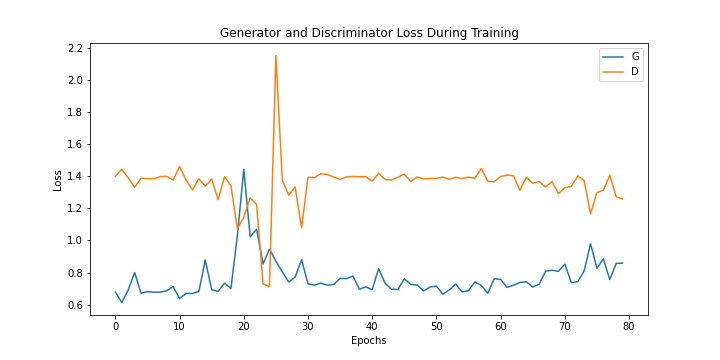 Generator and Discriminator Loss During Training
G
D
Loss
2.2
2.0
1.8
1.6
1.4
1.2
1.0
0.8
0.6
0 10 20 30 40 50 60 70 80
Epochs